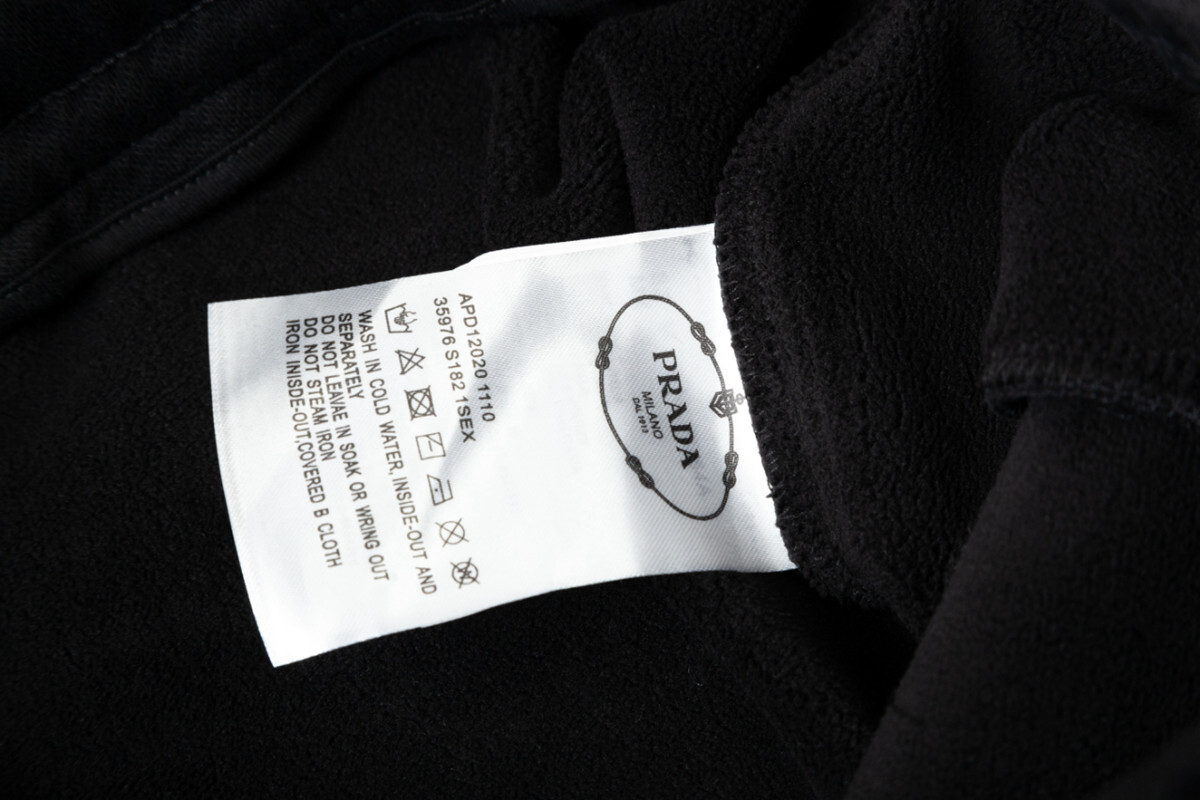 PRADA
MILANO
DAL 1913
APD12020 1110
35976 S182 1SEX
WASH IN COLD WATER, INSIDE-OUT AND
SEPARATELY
DO NOT LEAVAE IN SOAK OR WRING OUT
DO NOT STEAM IRON
IRON INISDE-OUT,COVERED B CLOTH